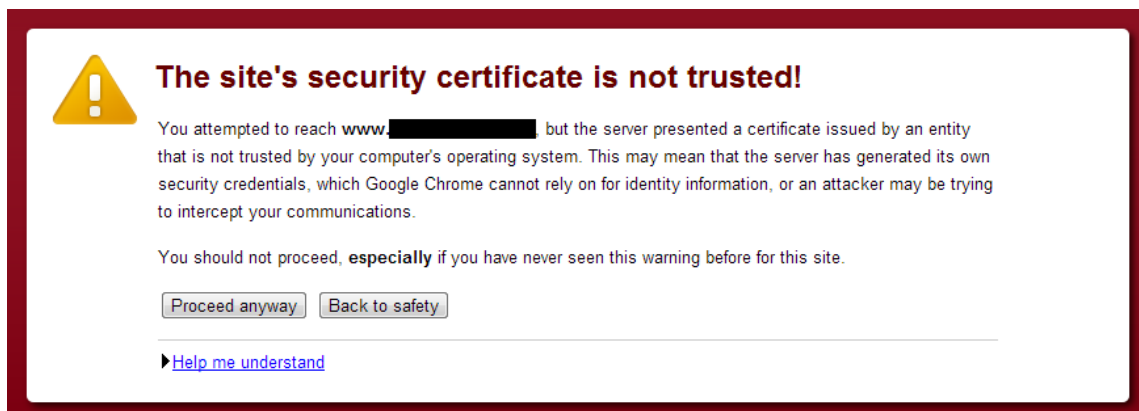 The site's security certificate is not trusted!
You attempted to reach www. , but the server presented a certificate issued by an entity
that is not trusted by your computer's operating system. This may mean that the server has generated its own
security credentials, which Google Chrome cannot rely on for identity information, or an attacker may be trying
to intercept your communications.
You should not proceed, especially if you have never seen this warning before for this site.
Proceed anyway Back to safety
Help me understand